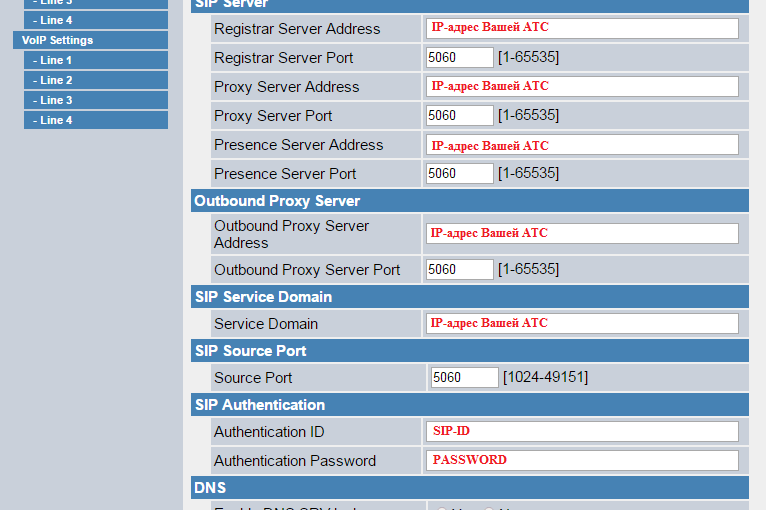 SIP Server
- Line 3
- Line 4
VoIP Settings
- Line 1
- Line 2
- Line 3
- Line 4
Registrar Server Address IP-адрес Вашей АТС
Registrar Server Port 5060 [1-65535]
Proxy Server Address IP-адрес Вашей АТС
Proxy Server Port 5060 [1-65535]
Presence Server Address IP-адрес Вашей АТС
Presence Server Port 5060 [1-65535]
Outbound Proxy Server
Outbound Proxy Server
Address IP-адрес Вашей АТС
Outbound Proxy Server Port 5060 [1-65535]
SIP Service Domain
Service Domain IP-адрес Вашей АТС
SIP Source Port
Source Port 5060 [1024-49151]
SIP Authentication
Authentication ID SIP-ID
Authentication Password PASSWORD
DNS